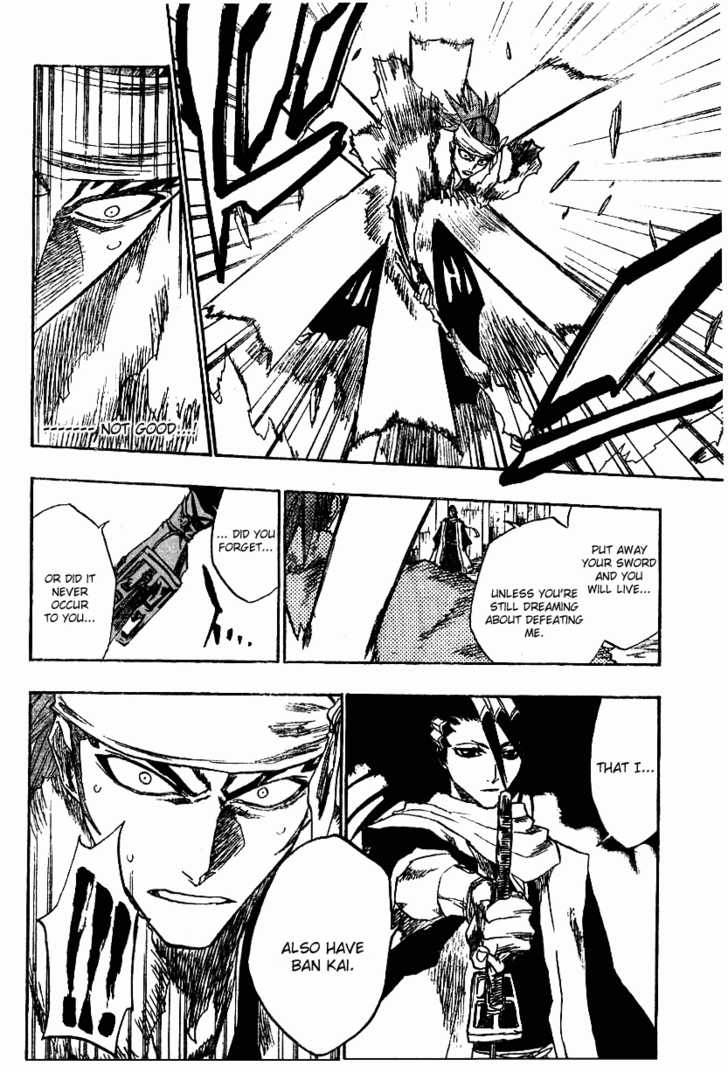 ------- NOT GOOD....
PUT AWAY
YOUR SWORD
AND YOU
WILL LIVE...
UNLESS YOU'RE
STILL DREAMING
ABOUT DEFEATING
ME.
... DID YOU
FORGET...
OR DID IT
NEVER
OCCUR
TO YOU...
THAT I...
ALSO HAVE
BAN KAI.
!!!